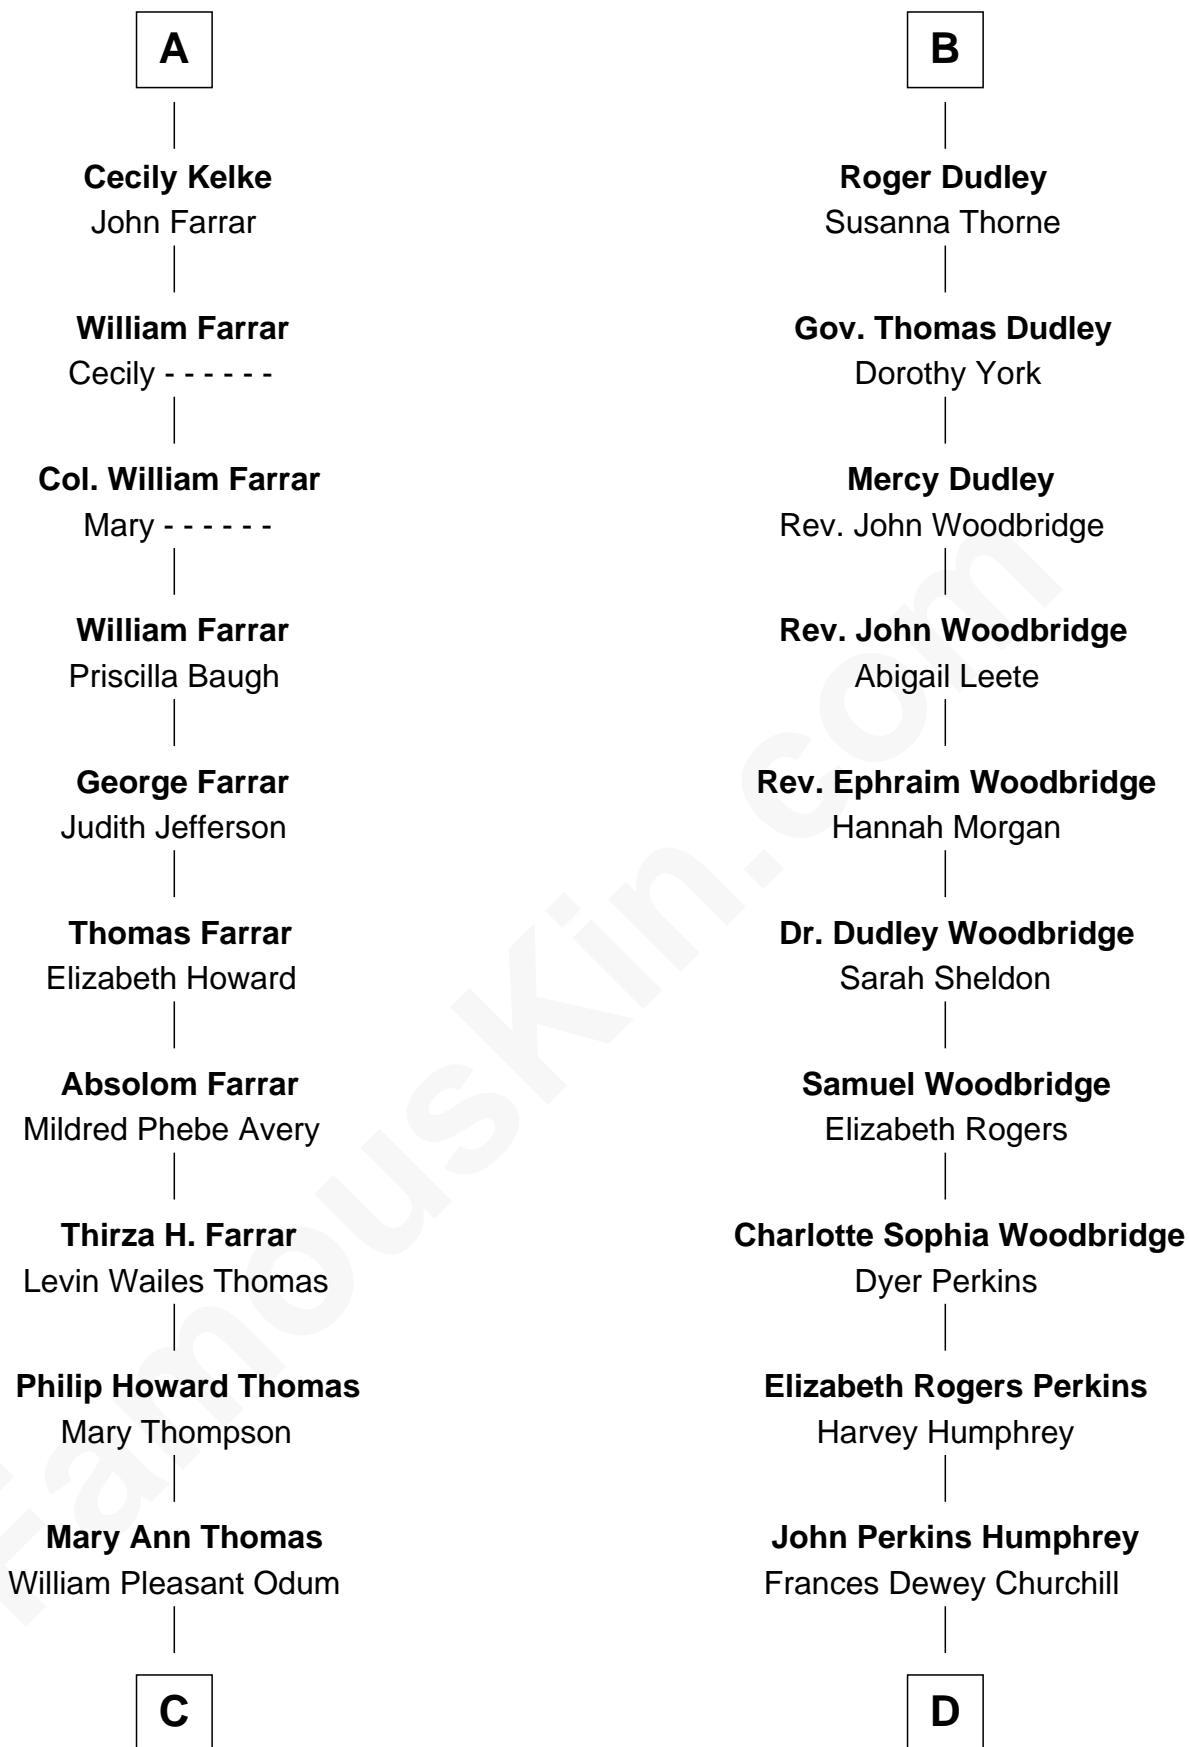 A
Cecily Kelke
John Farrar
William Farrar
Cecily - - - - - -
Col. William Farrar
Mary - - - - - -
William Farrar
Priscilla Baugh
George Farrar
Judith Jefferson
Thomas Farrar
Elizabeth Howard
Absolom Farrar
Mildred Phebe Avery
Thirza H. Farrar
Levin Wailes Thomas
Philip Howard Thomas
Mary Thompson
Mary Ann Thomas
William Pleasant Odum
C
B
Roger Dudley
Susanna Thorne
Gov. Thomas Dudley
Dorothy York
Mercy Dudley
Rev. John Woodbridge
Rev. John Woodbridge
Abigail Leete
Rev. Ephraim Woodbridge
Hannah Morgan
Dr. Dudley Woodbridge
Sarah Sheldon
Samuel Woodbridge
Elizabeth Rogers
Charlotte Sophia Woodbridge
Dyer Perkins
Elizabeth Rogers Perkins
Harvey Humphrey
John Perkins Humphrey
Frances Dewey Churchill
D
FamousKin.com